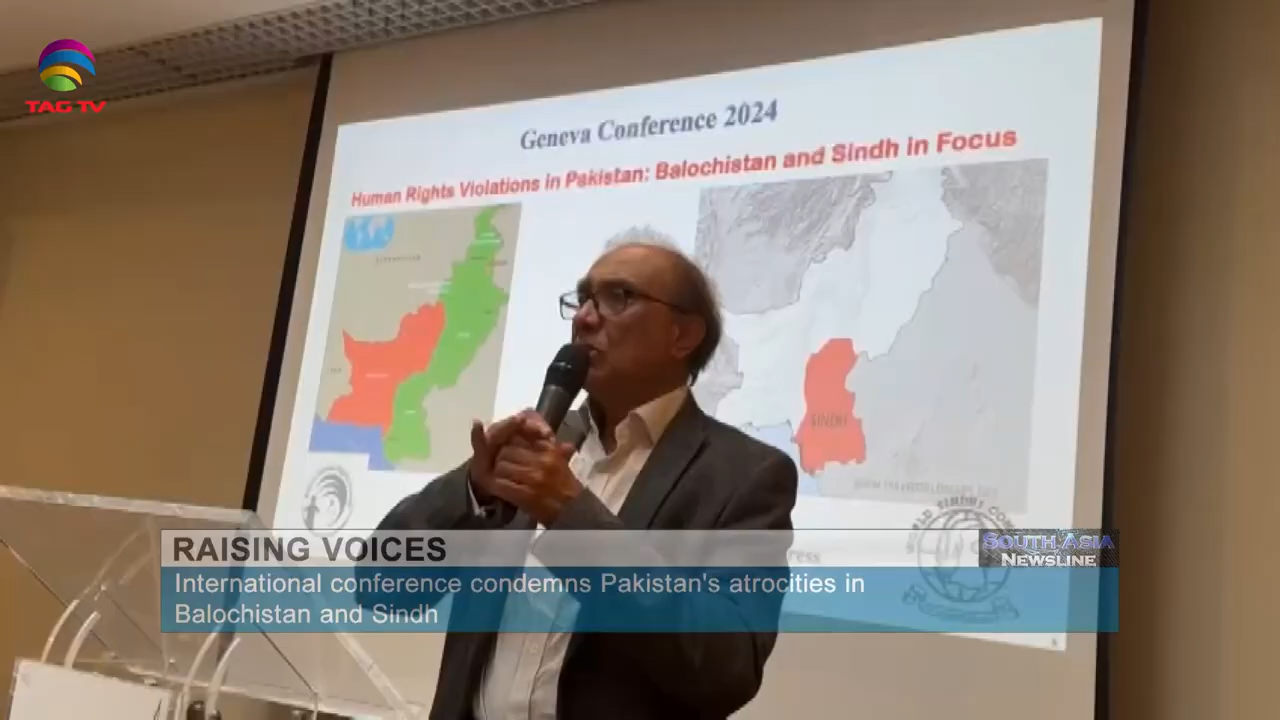 TAG TV
Geneva Conference 2024
Human Rights Violations in Pakistan: Balochistan and Sindh in Focus
SINDH
RAISING VOICES
SOUTH ASIA
NEWSLINE
International conference condemns Pakistan's atrocities in
Balochistan and Sindh